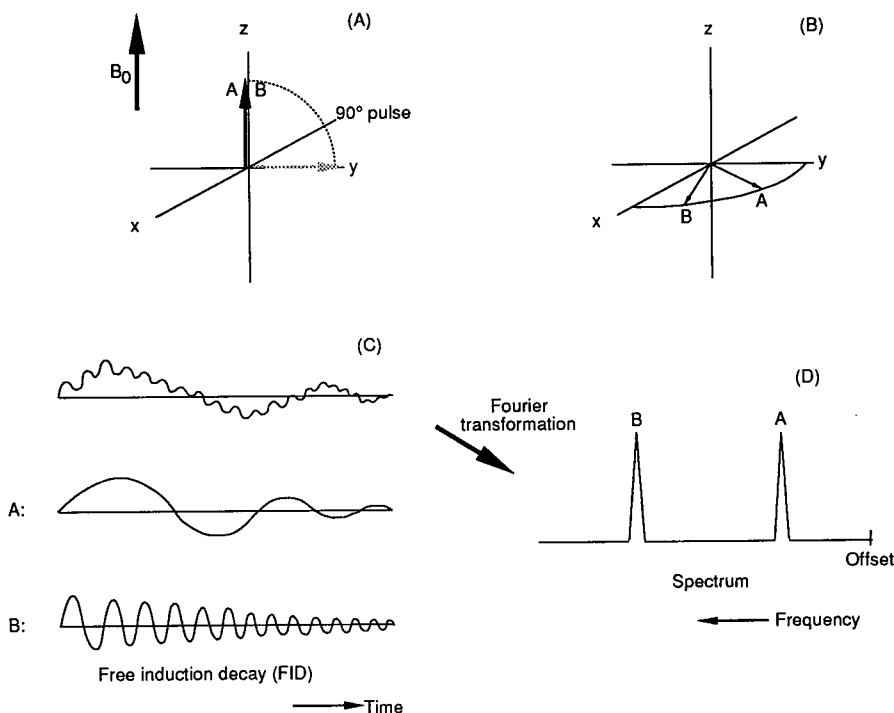 (A)
z
B₀
A B
90° pulse
y
x
(B)
z
y
A
B
x
(C)
A:
B:
Free induction decay (FID)
Time
Fourier
transformation
(D)
B A
Offset
Spectrum
Frequency